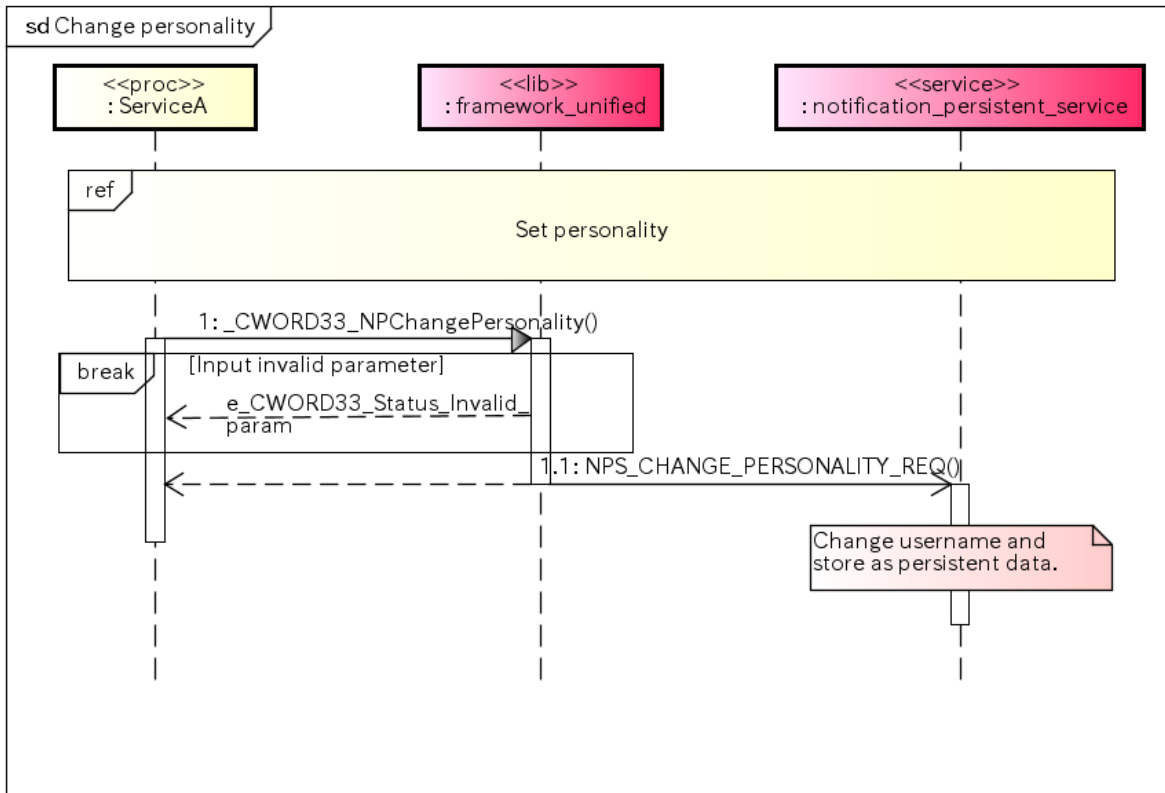 sd Change personality
<<proc>>
: ServiceA
<<lib>>
: framework_unified
<<service>>
: notification_persistent_service
ref
Set personality
1: _CWORD33_NPChangePersonality()
break
[Input invalid parameter]
e_CWORD33_Status_Invalid_
param
1.1: NPS_CHANGE_PERSONALITY_REQ()
Change username and
store as persistent data.